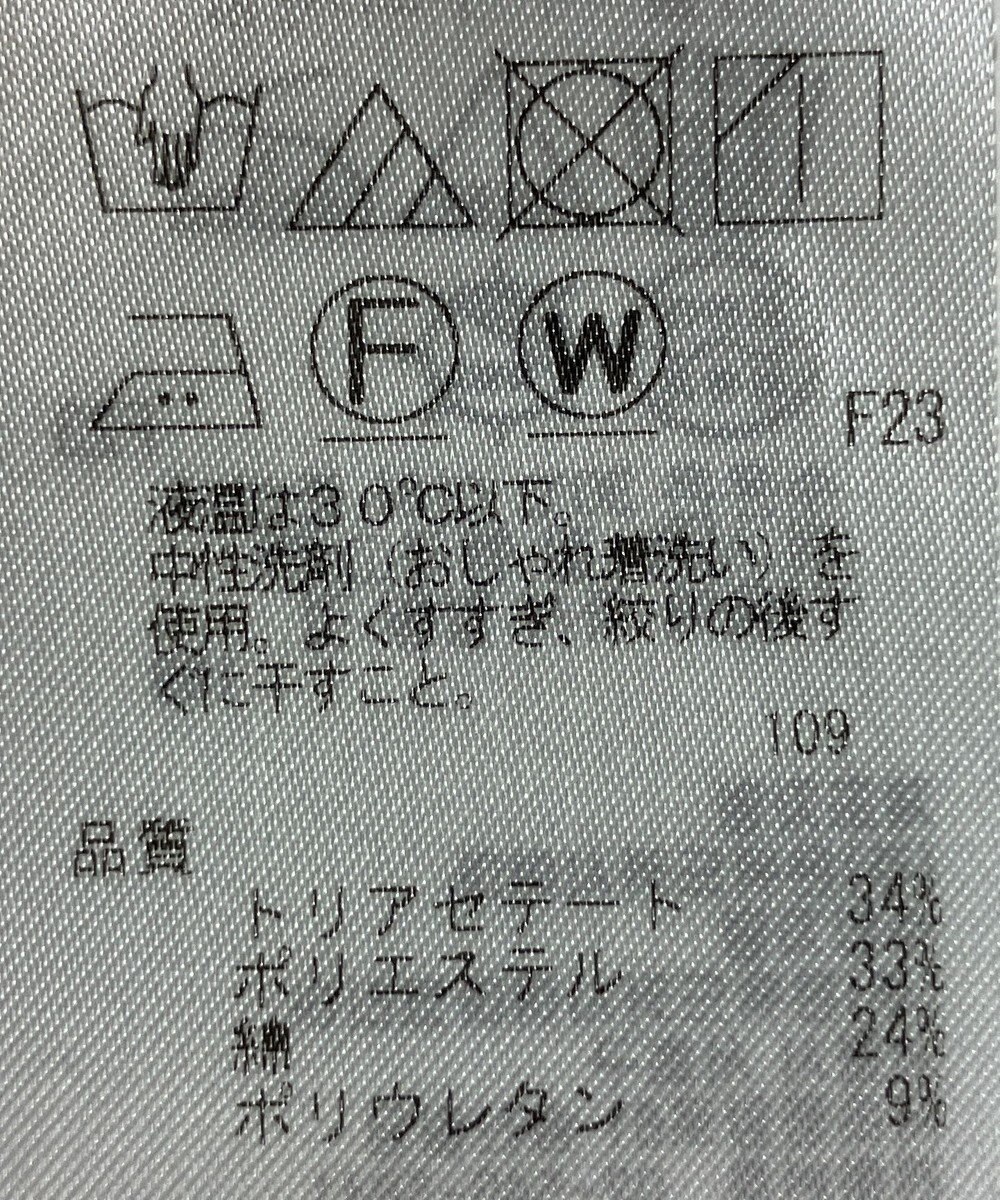 F W
F23
液温は30℃以下。
中性洗剤（おしゃれ着洗い）を
使用。よくすすぎ、絞りの後す
ぐに干すこと。
109
品質
トリアセテート 34%
ポリエステル 33%
綿 24%
ポリウレタン 9%